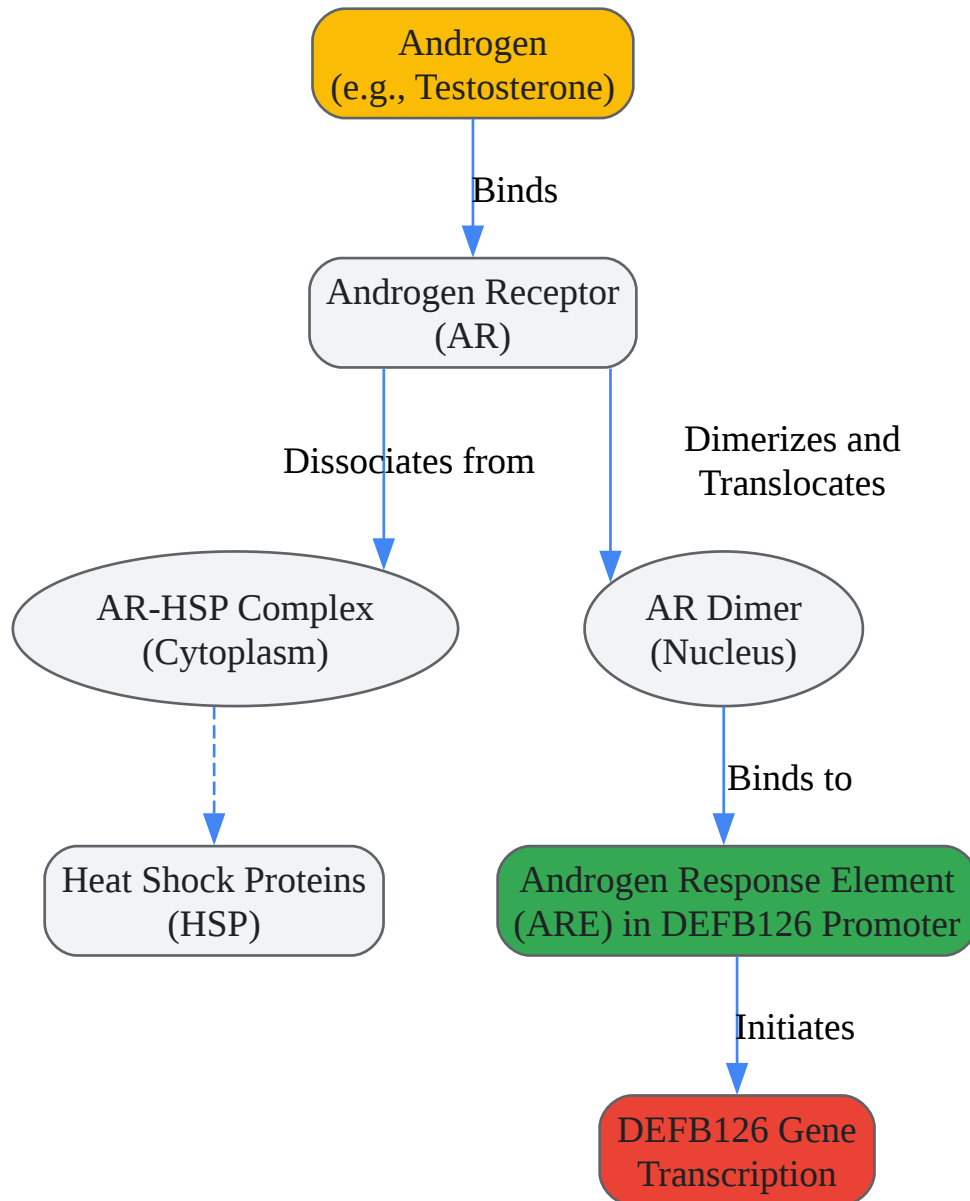 Androgen
(e.g., Testosterone)
Binds
Androgen Receptor
(AR)
Dissociates from
Dimerizes and
Translocates
AR-HSP Complex
(Cytoplasm)
AR Dimer
(Nucleus)
Binds to
Heat Shock Proteins
(HSP)
Androgen Response Element
(ARE) in DEFB126 Promoter
Initiates
DEFB126 Gene
Transcription